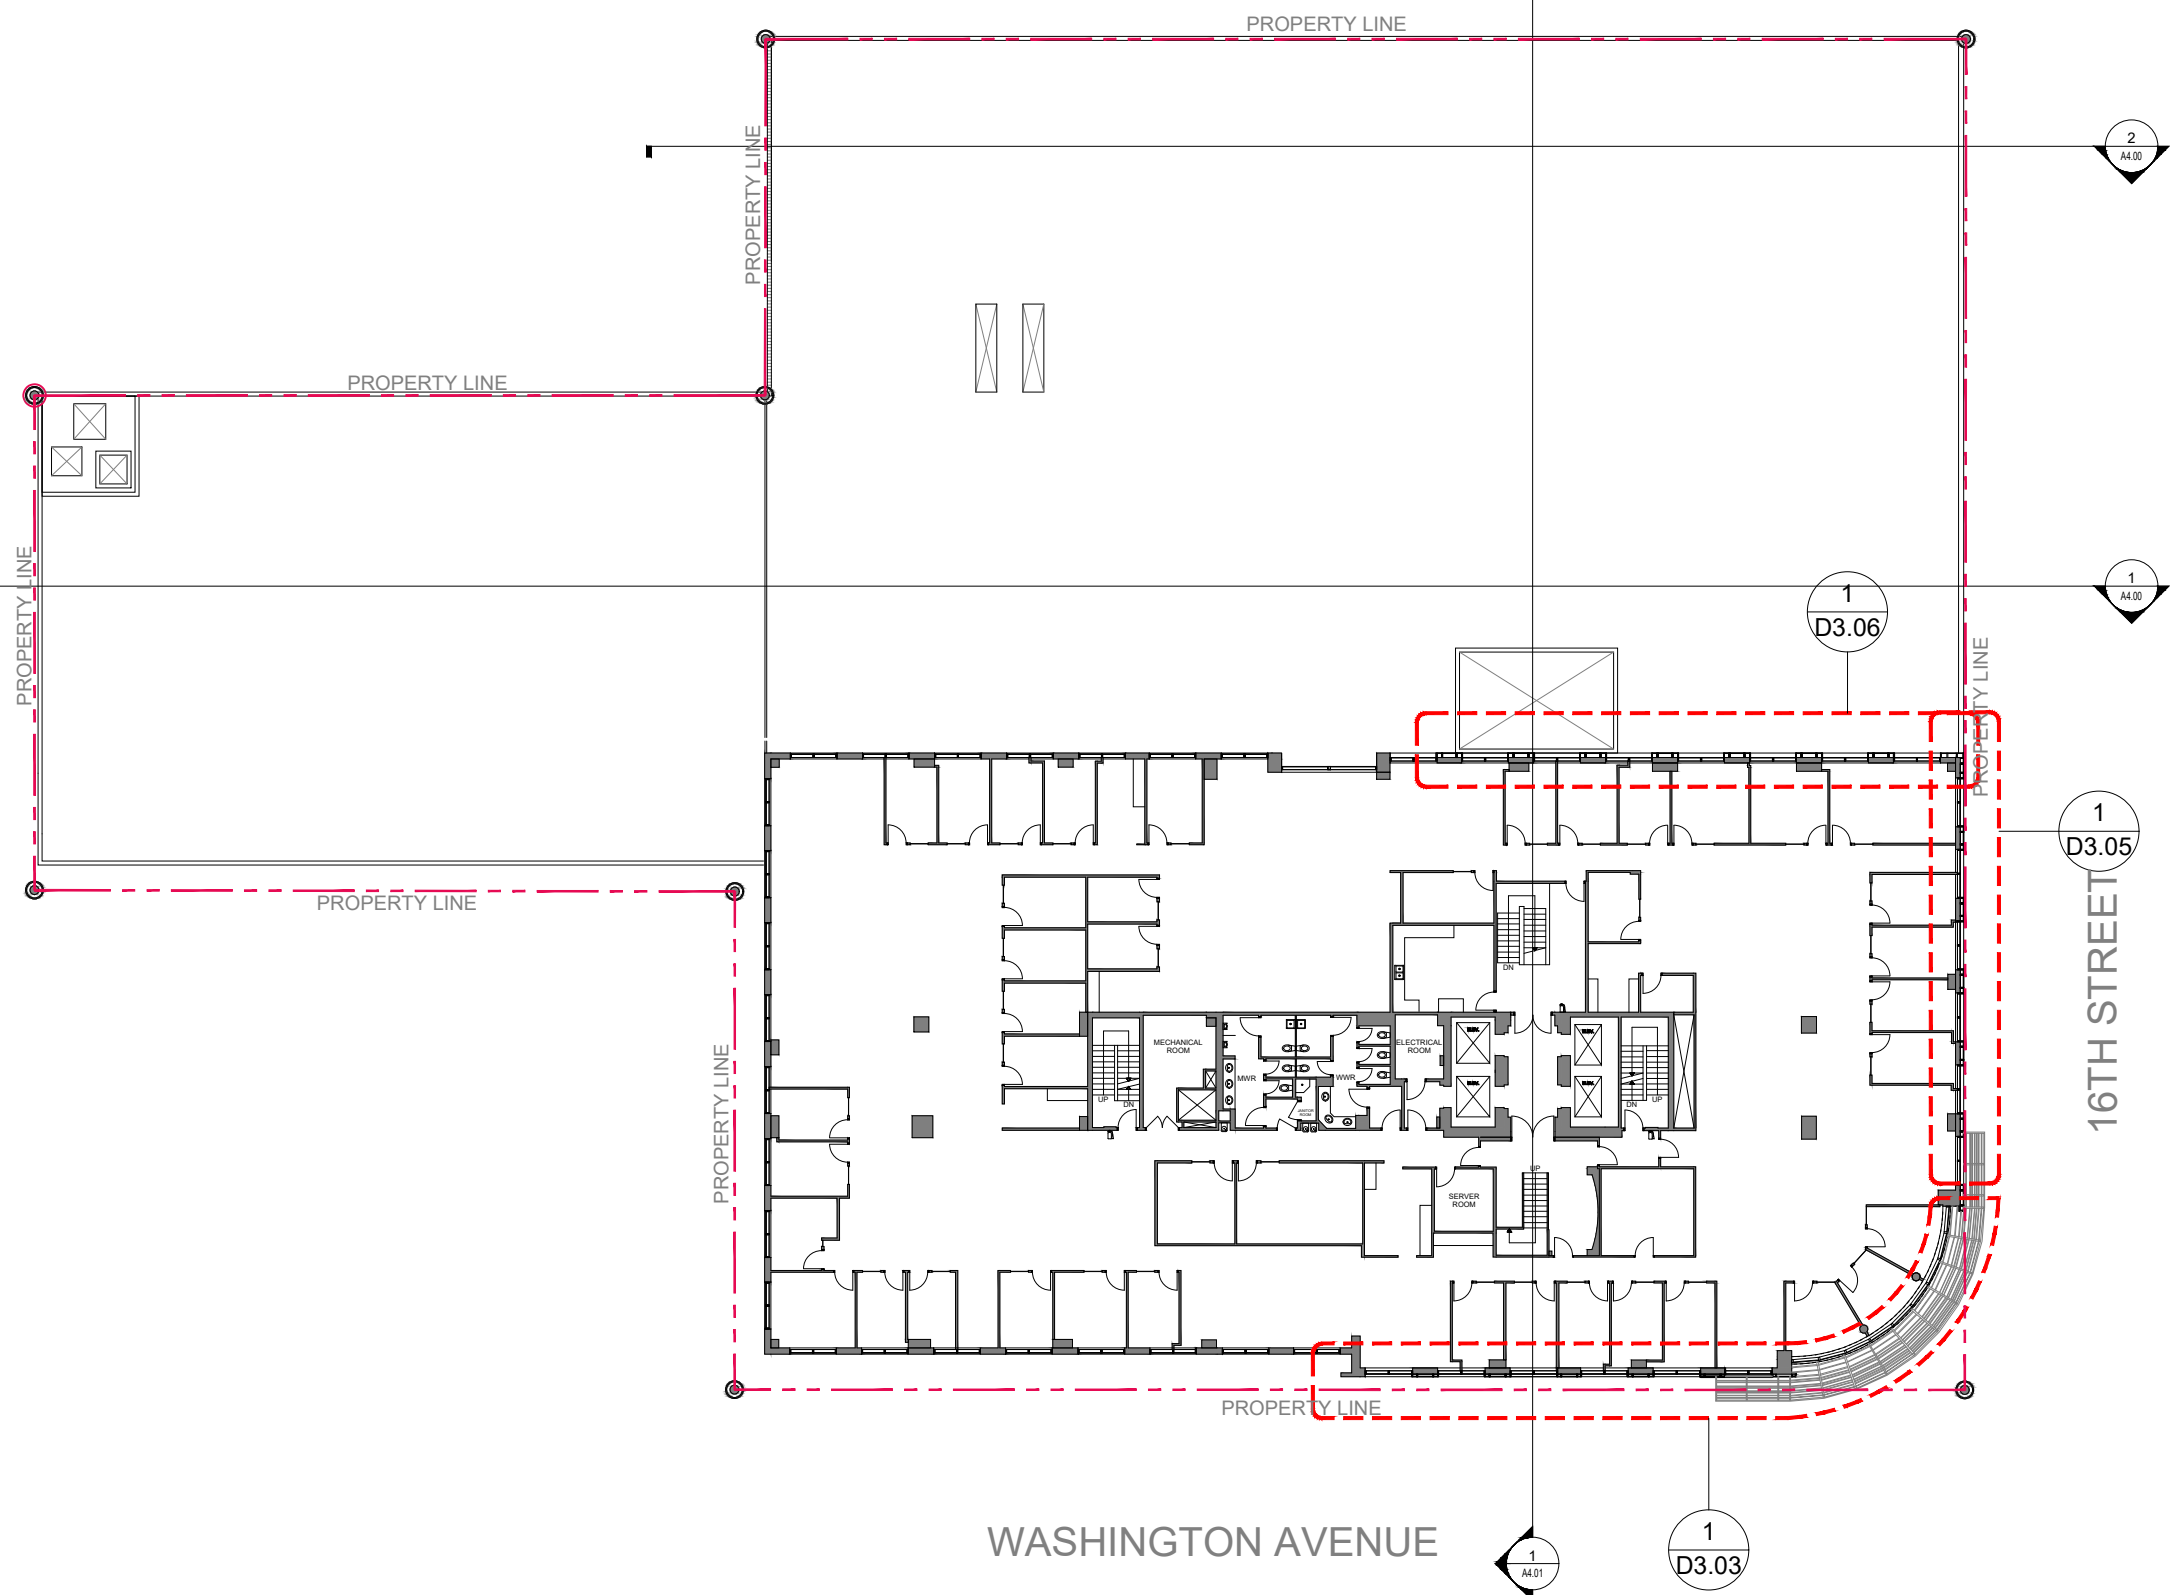 PROPERTY LINE
PROPERTY LINE
2
A4.00
PROPERTY LINE
PROPERTY LINE
1
A4.00
1
D3.06
PROPERTY LINE
1
D3.05
16TH STREET
PROPERTY LINE
DN
MECHANICAL
ROOM
ELECTRICAL
ROOM
MWR
WWR
UP
DN
JANITOR
ROOM
DN
UP
PROPERTY LINE
UP
SERVER
ROOM
PROPERTY LINE
WASHINGTON AVENUE
1
A4.01
1
D3.03